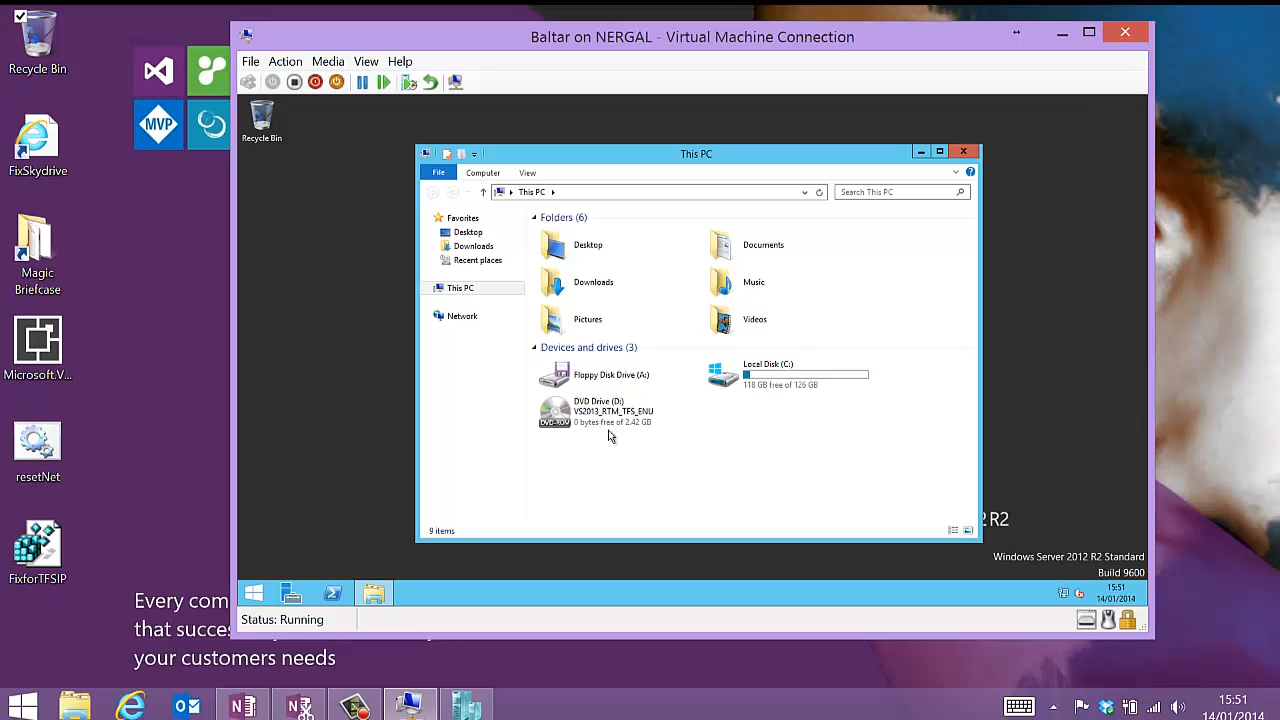 Recycle Bin
FixSkydrive
Magic
Briefcase
Microsoft.V...
resetNet
FixforTFSIP
MVP
Every com
that succes
your customers needs
Baltar on NERGAL - Virtual Machine Connection
File Action Media View Help
Recycle Bin
This PC
File Computer View
This PC
Search This PC
Favorites
Desktop
Downloads
Recent places
This PC
Network
Folders (6)
Desktop
Documents
Downloads
Music
Pictures
Videos
Devices and drives (3)
Floppy Disk Drive (A:)
Local Disk (C:)
118 GB free of 126 GB
DVD Drive (D:)
VS2013_RTM_TFS_ENU
0 bytes free of 2.42 GB
DVD-ROM
9 items
2 R2
Windows Server 2012 R2 Standard
Build 9600
15:51
14/01/2014
Status: Running
15:51
14/01/2014